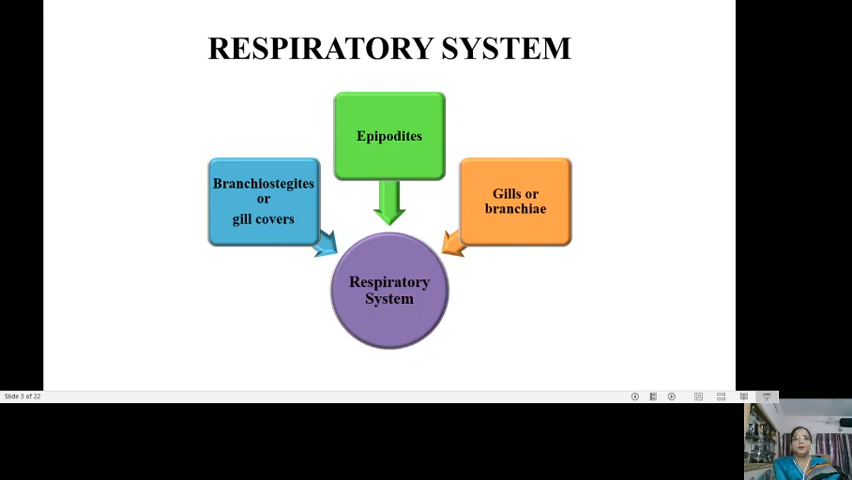 RESPIRATORY SYSTEM
Epipodites
Branchiostegites
or
gill covers
Gills or
branchiae
Respiratory
System
Slide 3 of 22